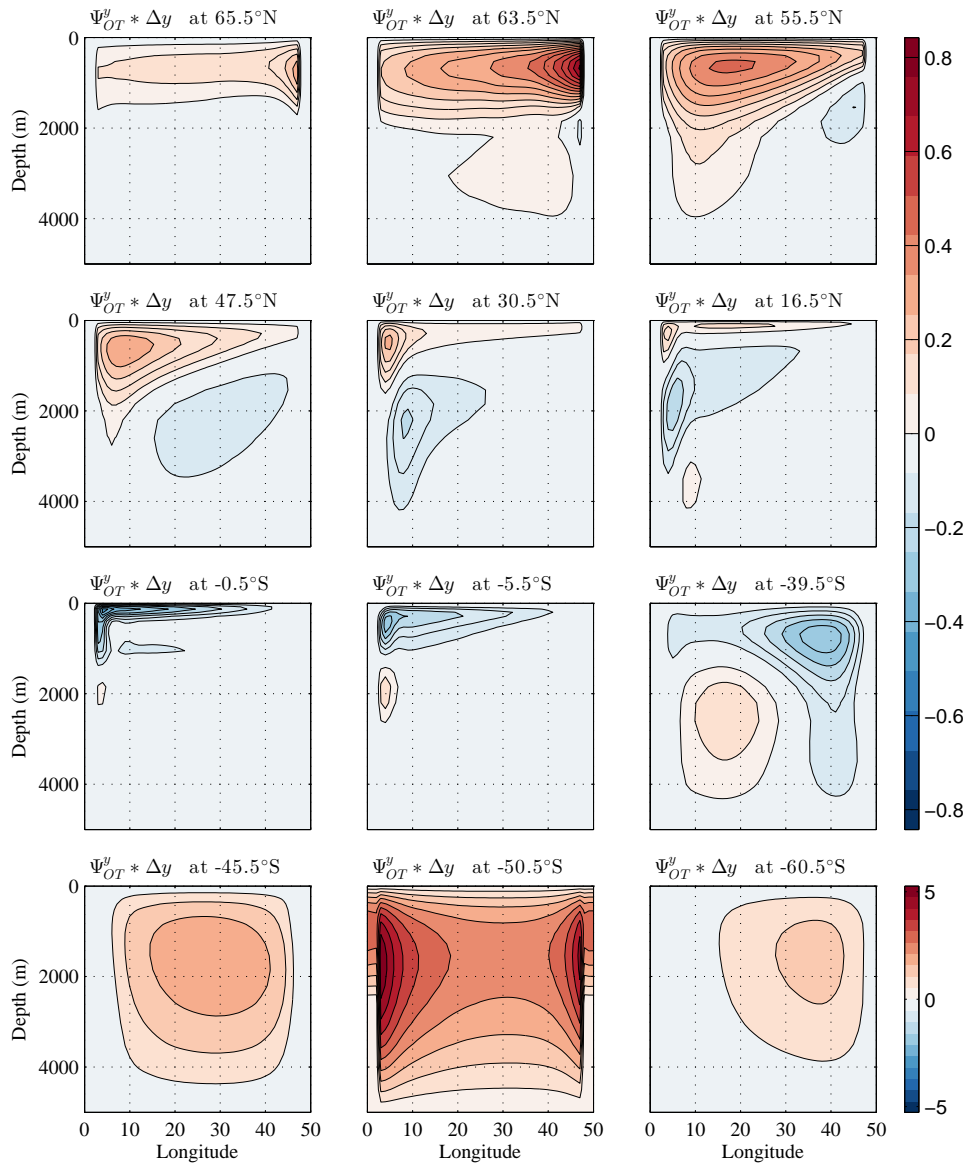 Ψ^y_OT ∗ Δy at 65.5°N
Ψ^y_OT ∗ Δy at 63.5°N
Ψ^y_OT ∗ Δy at 55.5°N
0
2000
4000
Depth (m)
Ψ^y_OT ∗ Δy at 47.5°N
Ψ^y_OT ∗ Δy at 30.5°N
Ψ^y_OT ∗ Δy at 16.5°N
0
2000
4000
Depth (m)
Ψ^y_OT ∗ Δy at -0.5°S
Ψ^y_OT ∗ Δy at -5.5°S
Ψ^y_OT ∗ Δy at -39.5°S
0
2000
4000
Depth (m)
0.8
0.6
0.4
0.2
0
−0.2
−0.4
−0.6
−0.8
Ψ^y_OT ∗ Δy at -45.5°S
Ψ^y_OT ∗ Δy at -50.5°S
Ψ^y_OT ∗ Δy at -60.5°S
0
2000
4000
Depth (m)
0 10 20 30 40 50
0 10 20 30 40 50
0 10 20 30 40 50
Longitude
Longitude
Longitude
5
0
−5